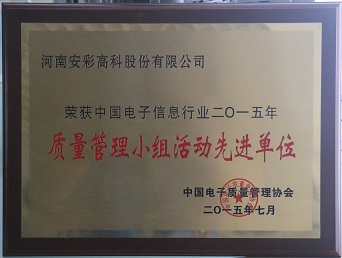 河南安彩高科股份有限公司
荣获中国电子信息行业二〇一五年
质量管理小组活动先进单位
中国电子质量管理协会
二〇一五年七月